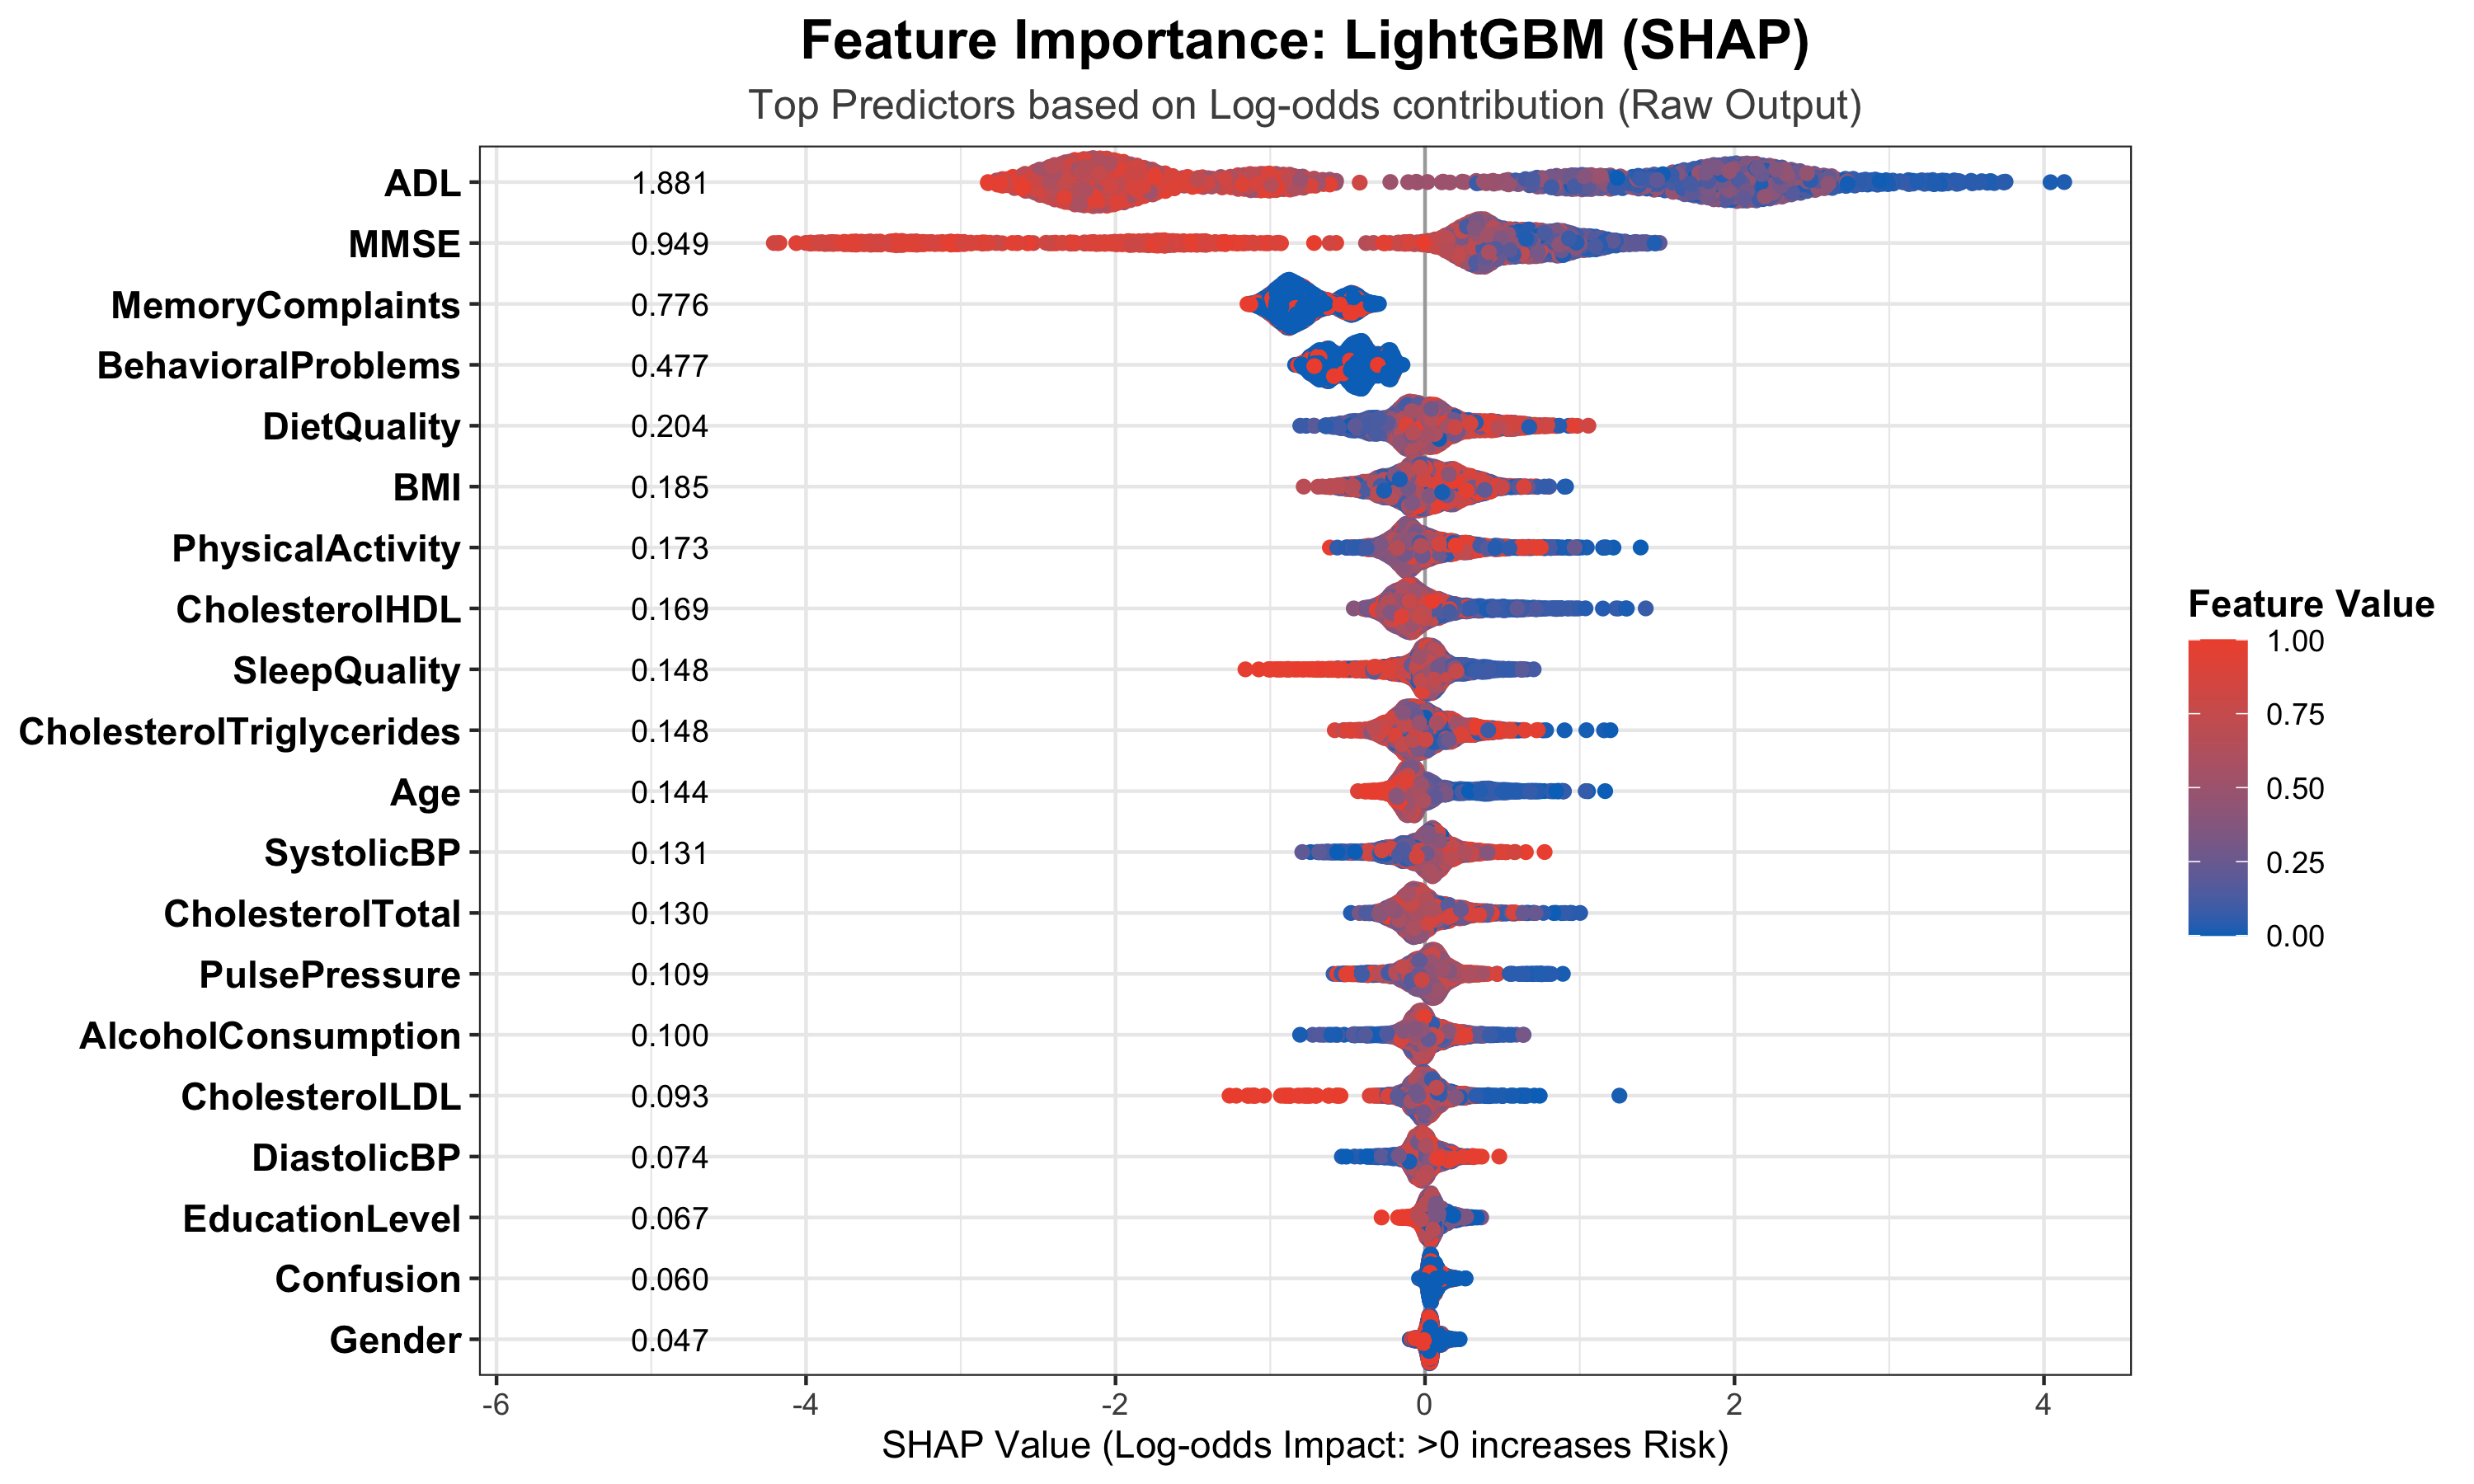 Feature Importance: LightGBM (SHAP)
Top Predictors based on Log-odds contribution (Raw Output)
ADL 1.881
MMSE 0.949
MemoryComplaints 0.776
BehavioralProblems 0.477
DietQuality 0.204
BMI 0.185
PhysicalActivity 0.173
CholesterolHDL 0.169
SleepQuality 0.148
CholesterolTriglycerides 0.148
Age 0.144
SystolicBP 0.131
CholesterolTotal 0.130
PulsePressure 0.109
AlcoholConsumption 0.100
CholesterolLDL 0.093
DiastolicBP 0.074
EducationLevel 0.067
Confusion 0.060
Gender 0.047
-6 -4 -2 0 2 4
SHAP Value (Log-odds Impact: >0 increases Risk)
Feature Value
1.00
0.75
0.50
0.25
0.00